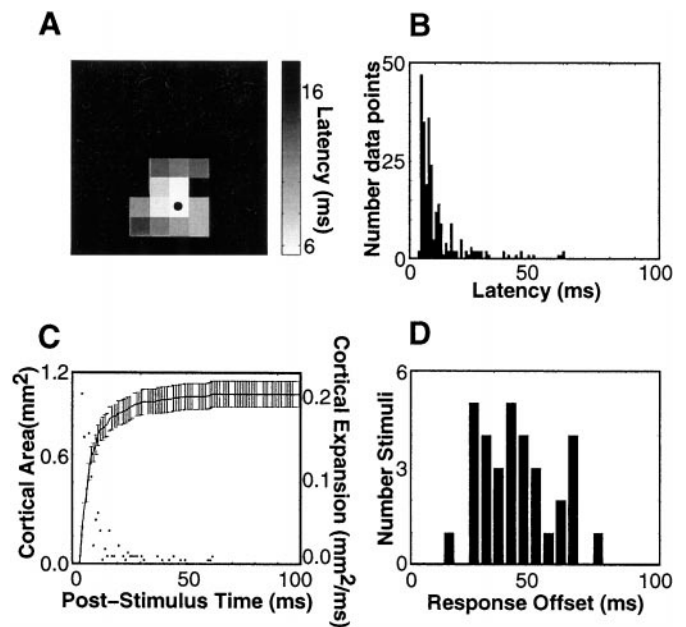 A
16
Latency (ms)
6
B
50
25
0
Number data points
0
50
100
Latency (ms)
C
1.2
0.6
0.0
Cortical Area(mm2)
0.2
0.1
0.0
Cortical Expansion (mm2/ms)
0
50
100
Post-Stimulus Time (ms)
D
6
3
0
Number Stimuli
0
50
100
Response Offset (ms)